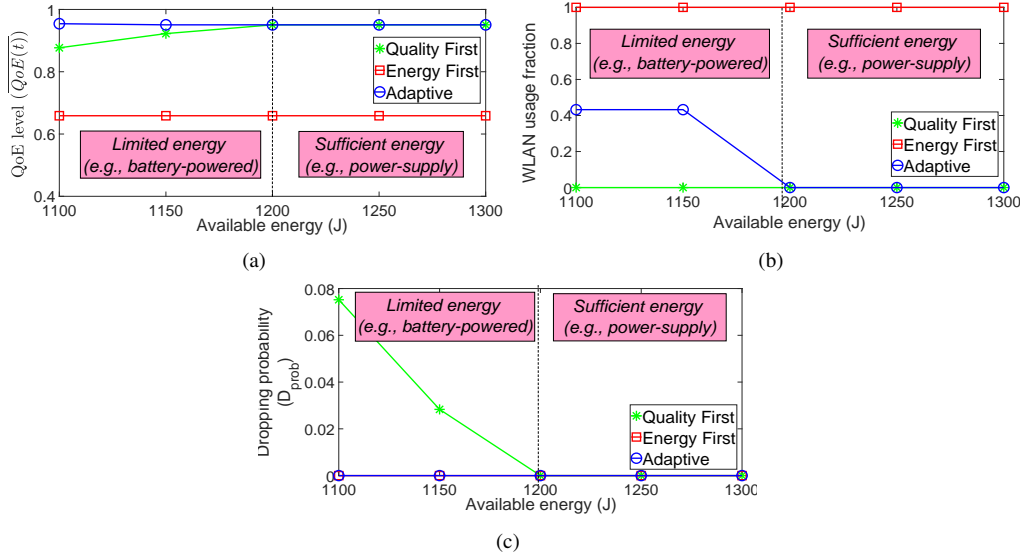 1
0.8
0.6
0.4
QoE level (QoE(t))
Quality First
Energy First
Adaptive
Limited energy
(e.g., battery-powered)
Sufficient energy
(e.g., power-supply)
1100
1150
1200
1250
1300
Available energy (J)
(a)
1
0.8
0.6
0.4
0.2
0
WLAN usage fraction
Limited energy
(e.g., battery-powered)
Sufficient energy
(e.g., power-supply)
Quality First
Energy First
Adaptive
1100
1150
1200
1250
1300
Available energy (J)
(b)
0.08
0.06
0.04
0.02
0
Dropping probability
(D_prob)
Limited energy
(e.g., battery-powered)
Sufficient energy
(e.g., power-supply)
Quality First
Energy First
Adaptive
1100
1150
1200
1250
1300
Available energy (J)
(c)